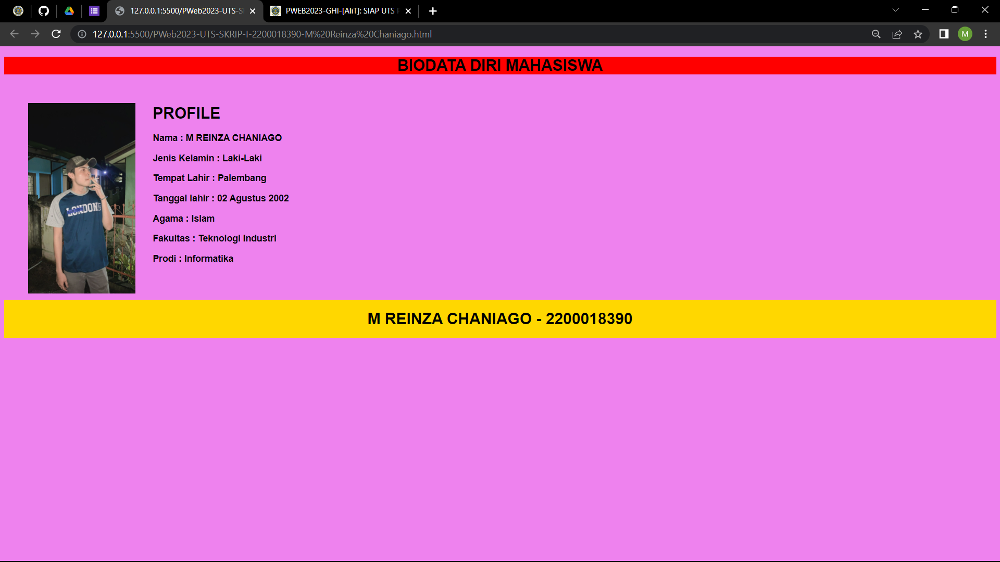 127.0.0.1:5500/PWeb2023-UTS-S
PWEB2023-GHI-[AliT]: SIAP UTS
127.0.0.1:5500/PWeb2023-UTS-SKRIP-I-2200018390-M%20Reinza%20Chaniago.html
M
BIODATA DIRI MAHASISWA
PROFILE
Nama : M REINZA CHANIAGO
Jenis Kelamin : Laki-Laki
Tempat Lahir : Palembang
Tanggal lahir : 02 Agustus 2002
Agama : Islam
Fakultas : Teknologi Industri
Prodi : Informatika
LONDON
M REINZA CHANIAGO - 2200018390